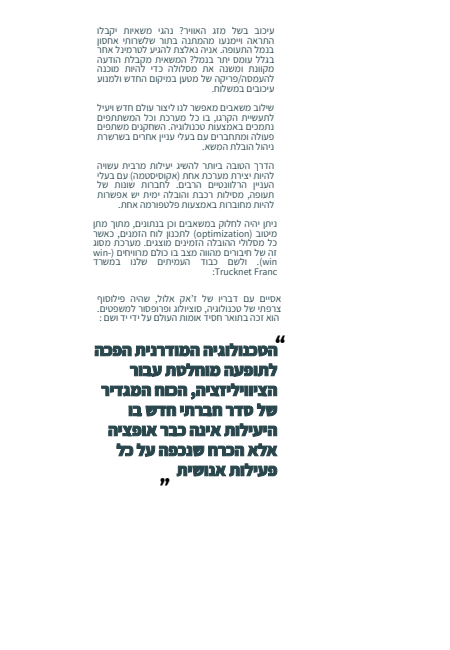 עיכוב בשל מזג האוויר? נהגי משאיות יקבלו
התראה ויימנעו מהמתנה בתור שלשרותי אחסון
בנמל התעופה. אניה נאלצת להגיע לטרמינל אחר
בגלל עומס יתר בנמל? המשאית מקבלת הודעה
מקוונת ומשנה את מסלולה כדי להיות מוכנה
להעמסה/פריקה של מטען במיקום החדש ולמנוע
עיכובים במשלוח.
שילוב משאבים מאפשר לנו ליצור עולם חדש ויעיל
לתעשיית הקרגו, בו כל מערכת וכל המשתתפים
נתמכים באמצעות טכנולוגיה. השחקנים משתפים
פעולה ומתחברים עם בעלי עניין אחרים בשרשרת
ניהול הובלת המשא.
הדרך הטובה ביותר להשיג יעילות מרבית עשויה
להיות יצירת מערכת אחת (אקוסיסטמה) עם בעלי
העניין הרלוונטיים הרבים. לחברות שונות של
תעופה, מסילות רכבת והובלה ימית יש אפשרות
להיות מחוברות באמצעות פלטפורמה אחת.
ניתן יהיה לחלוק במשאבים וכן בנתונים, מתוך מתן
מיטוב (optimization) לתכנון לוח הזמנים, כאשר
כל מסלולי ההובלה הזמינים מוצגים. מערכת מסוג
זה של חיבורים מהווה מצב בו כולם מרוויחים (win-
win). ולשם כבוד העמיתים שלנו במשרד
Trucknet Franc:
אסיים עם דבריו של ז'אק אלול, שהיה פילוסוף
צרפתי של טכנולוגיה, סוציולוג ופרופסור למשפטים.
הוא זכה בתואר חסיד אומות העולם על ידי יד ושם :
"הטכנולוגיה המודרנית הפכה
לתופעה מוחלטת עבור
הציוויליזציה, הכוח המגדיר
של סדר חברתי חדש בו
היעילות אינה כבר אופציה
אלא הכרח שנכפה על כל
פעילות אנושית"